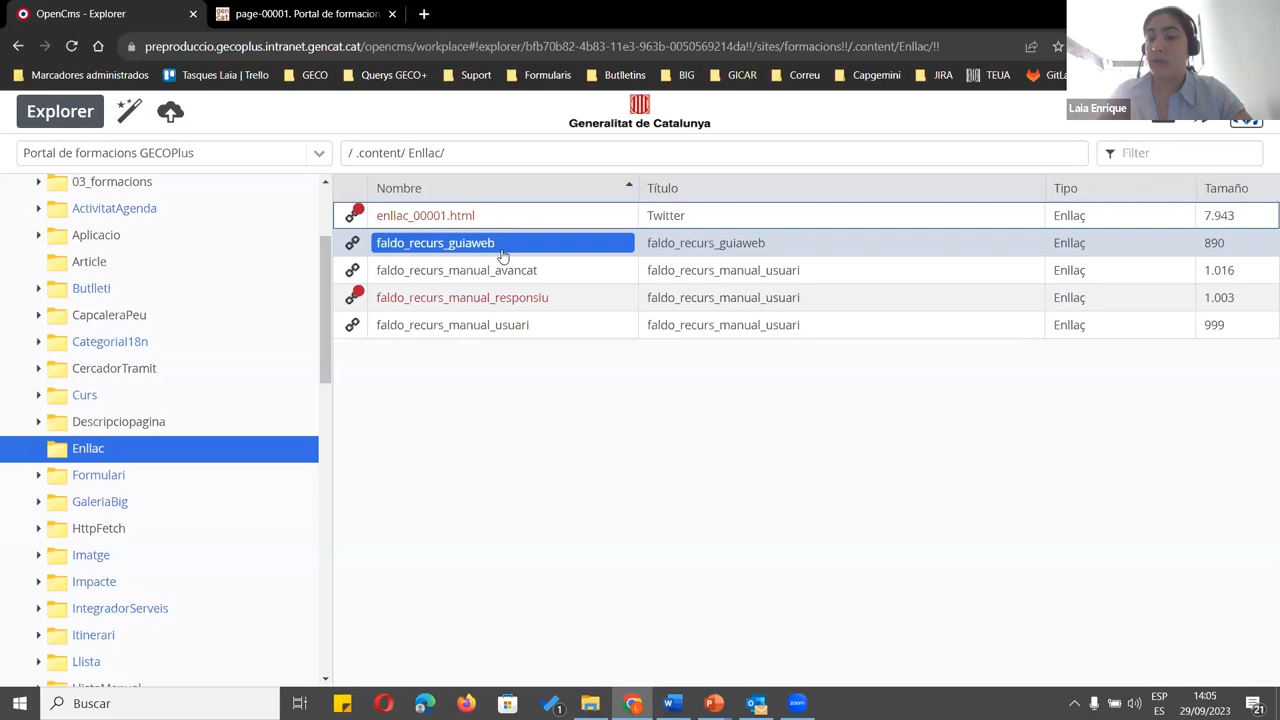 OpenCms - Explorer
page-00001. Portal de formacion
preproduccio.gecoplus.intranet.gencat.cat/opencms/workplace#!explorer/bfb70b82-4b83-11e3-963b-0050569214da!!/sites/formacions!!/.content/Enllac/!!
Marcadores administrados
Tasques Laia | Trello
GECO
Querys Got
Suport
Formularis
Butlletins
BIG
GICAR
Correu
Capgemini
JIRA
TEUA
GitLa
Laia Enrique
Explorer
Generalitat de Catalunya
Portal de formacions GECOPlus
/ .content/ Enllac/
Filter
03_formacions
ActivitatAgenda
Aplicacio
Article
Butlleti
CapcaleraPeu
CategoriaI18n
CercadorTramit
Curs
Descripciopagina
Enllac
Formulari
GaleriaBig
HttpFetch
Imatge
Impacte
IntegradorServeis
Itinerari
Llista
Nombre Título Tipo Tamaño
enllac_00001.html Twitter Enllaç 7.943
faldo_recurs_guiaweb faldo_recurs_guiaweb Enllaç 890
faldo_recurs_manual_avancat faldo_recurs_manual_usuari Enllaç 1.016
faldo_recurs_manual_responsiu faldo_recurs_manual_usuari Enllaç 1.003
faldo_recurs_manual_usuari faldo_recurs_manual_usuari Enllaç 999
Buscar
1
ESP
ES
14:05
29/09/2023
21